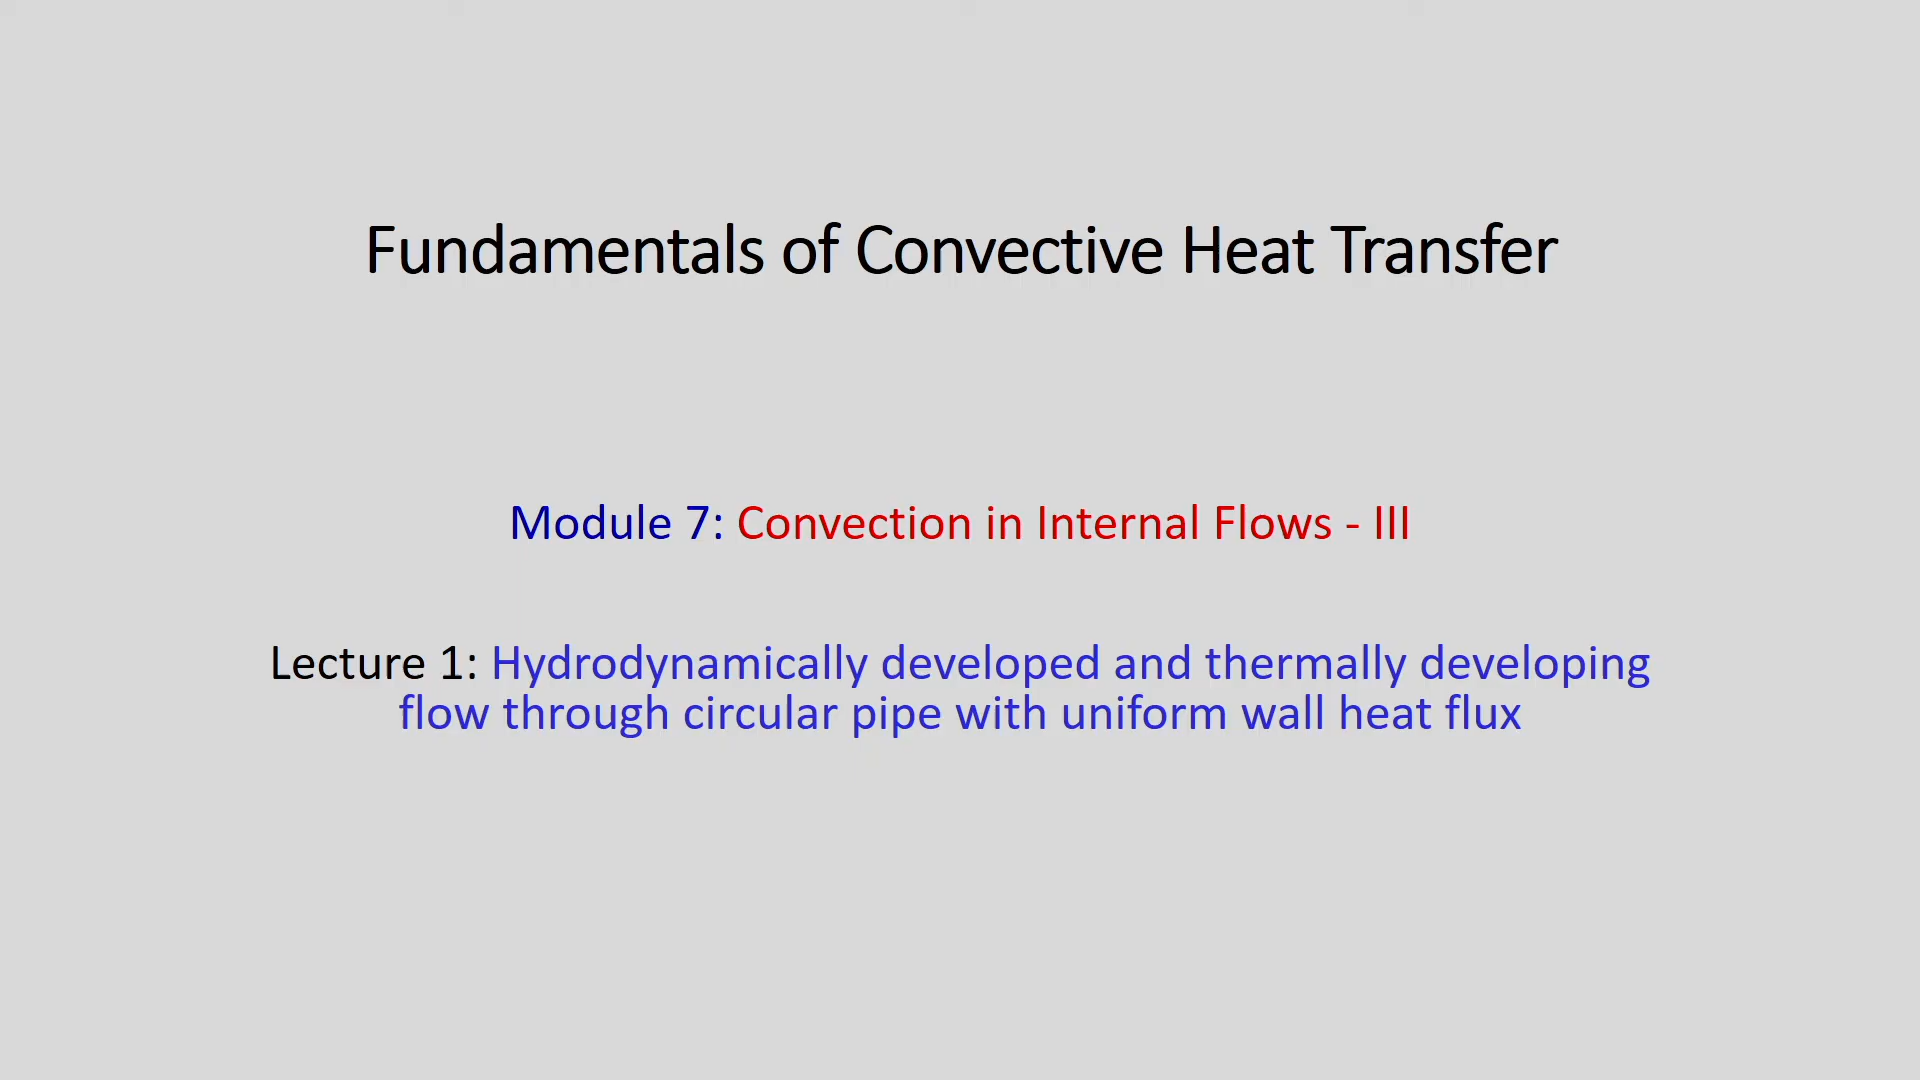 Fundamentals of Convective Heat Transfer
Module 7: Convection in Internal Flows - III
Lecture 1: Hydrodynamically developed and thermally developing
flow through circular pipe with uniform wall heat flux